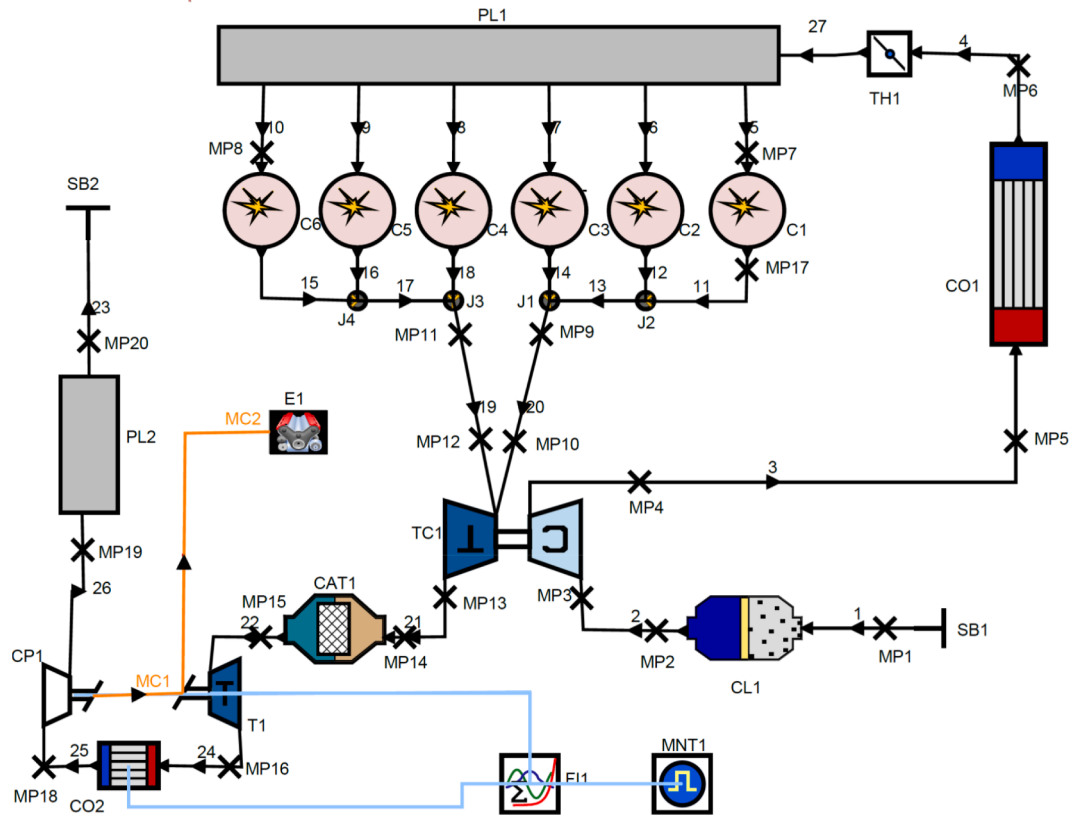 PL1
27
4
TH1
MP6
10
9
8
7
6
5
MP8
MP7
SB2
C6
C5
C4
C3
C2
C1
MP17
CO1
15
16
17
18
14
13
12
11
J4
J3
J1
J2
23
MP20
MP11
MP9
E1
MC2
19
20
PL2
MP12
MP10
MP5
3
MP4
TC1
T
C
MP19
26
CAT1
MP13
MP3
MP15
22
21
MP14
2
1
MP2
MP1
SB1
CL1
CP1
MC1
T
T1
25
24
MP16
MP18
CO2
MNT1
Σ
FI1